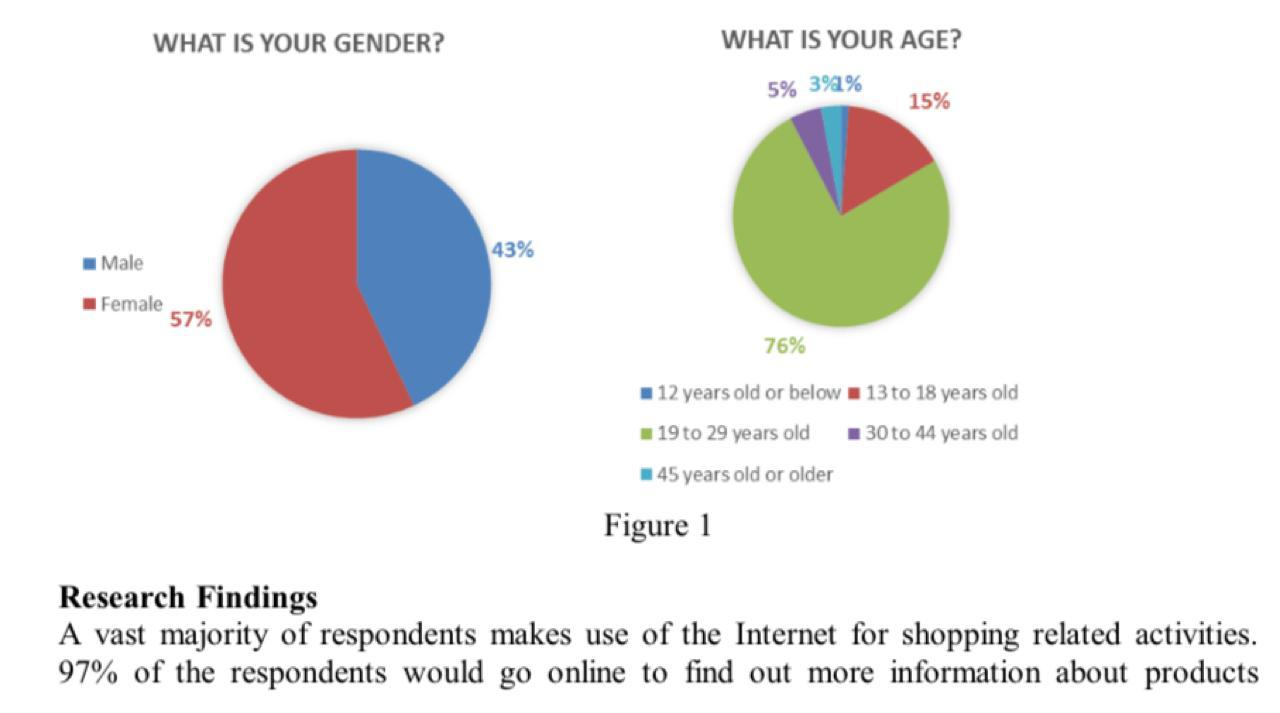 WHAT IS YOUR GENDER?
Male
Female
43%
57%
WHAT IS YOUR AGE?
5%
3%
1%
15%
76%
12 years old or below
13 to 18 years old
19 to 29 years old
30 to 44 years old
45 years old or older
Figure 1
Research Findings
A vast majority of respondents makes use of the Internet for shopping related activities.
97% of the respondents would go online to find out more information about products